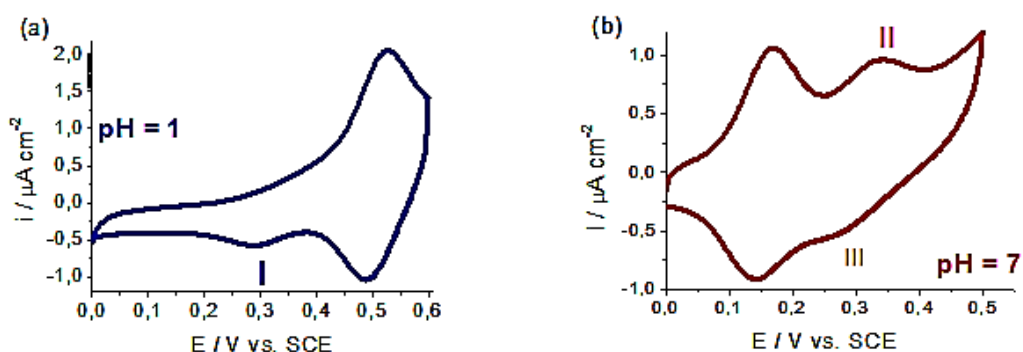 (a)
2,0
1,5
1,0
0,5
0,0
-0,5
-1,0
i / µA cm-2
pH = 1
I
0,0 0,1 0,2 0,3 0,4 0,5 0,6
E / V vs. SCE
(b)
1,0
0,5
0,0
-0,5
-1,0
i / µA cm-2
II
III
pH = 7
0,0 0,1 0,2 0,3 0,4 0,5
E / V vs. SCE